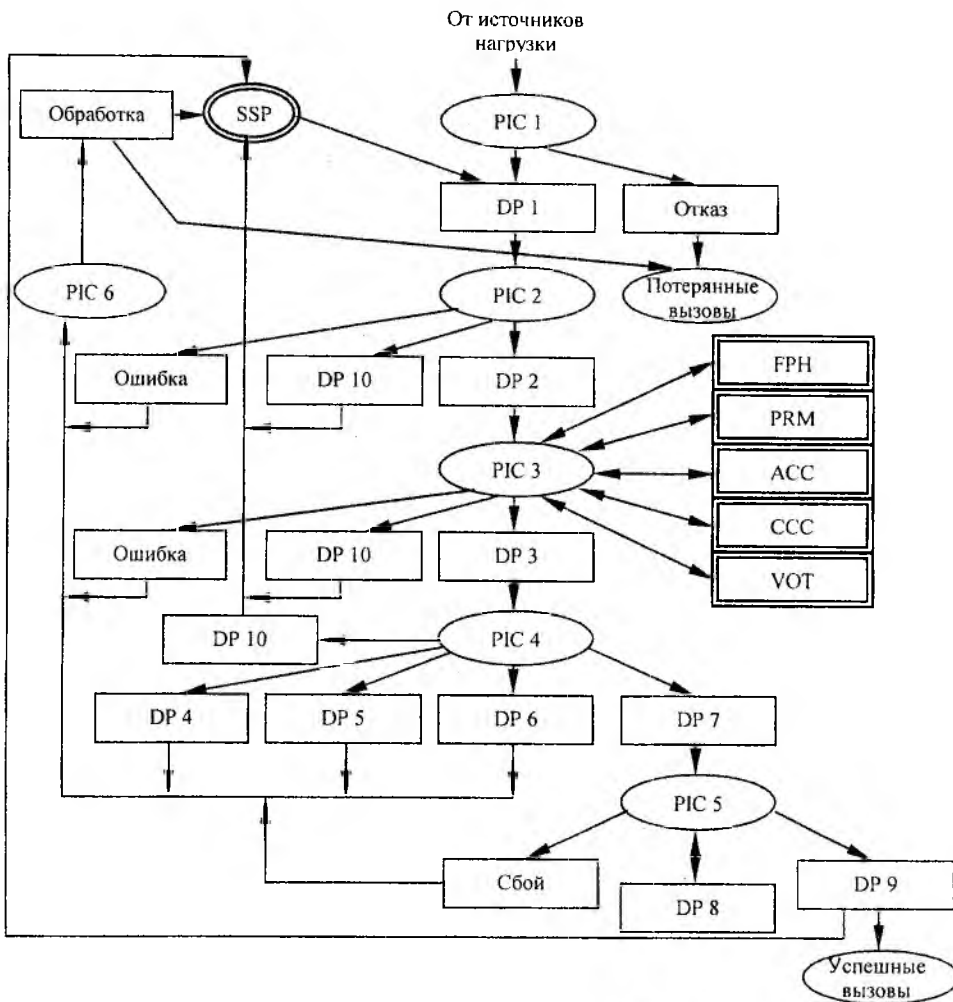 От источников
нагрузки
Обработка
SSP
PIC 1
DP 1
Отказ
PIC 6
PIC 2
Потерянные
вызовы
Ошибка
DP 10
DP 2
FPH
PRM
PIC 3
ACC
CCC
Ошибка
DP 10
DP 3
VOT
DP 10
PIC 4
DP 4
DP 5
DP 6
DP 7
PIC 5
Сбой
DP 8
DP 9
Успешные
вызовы